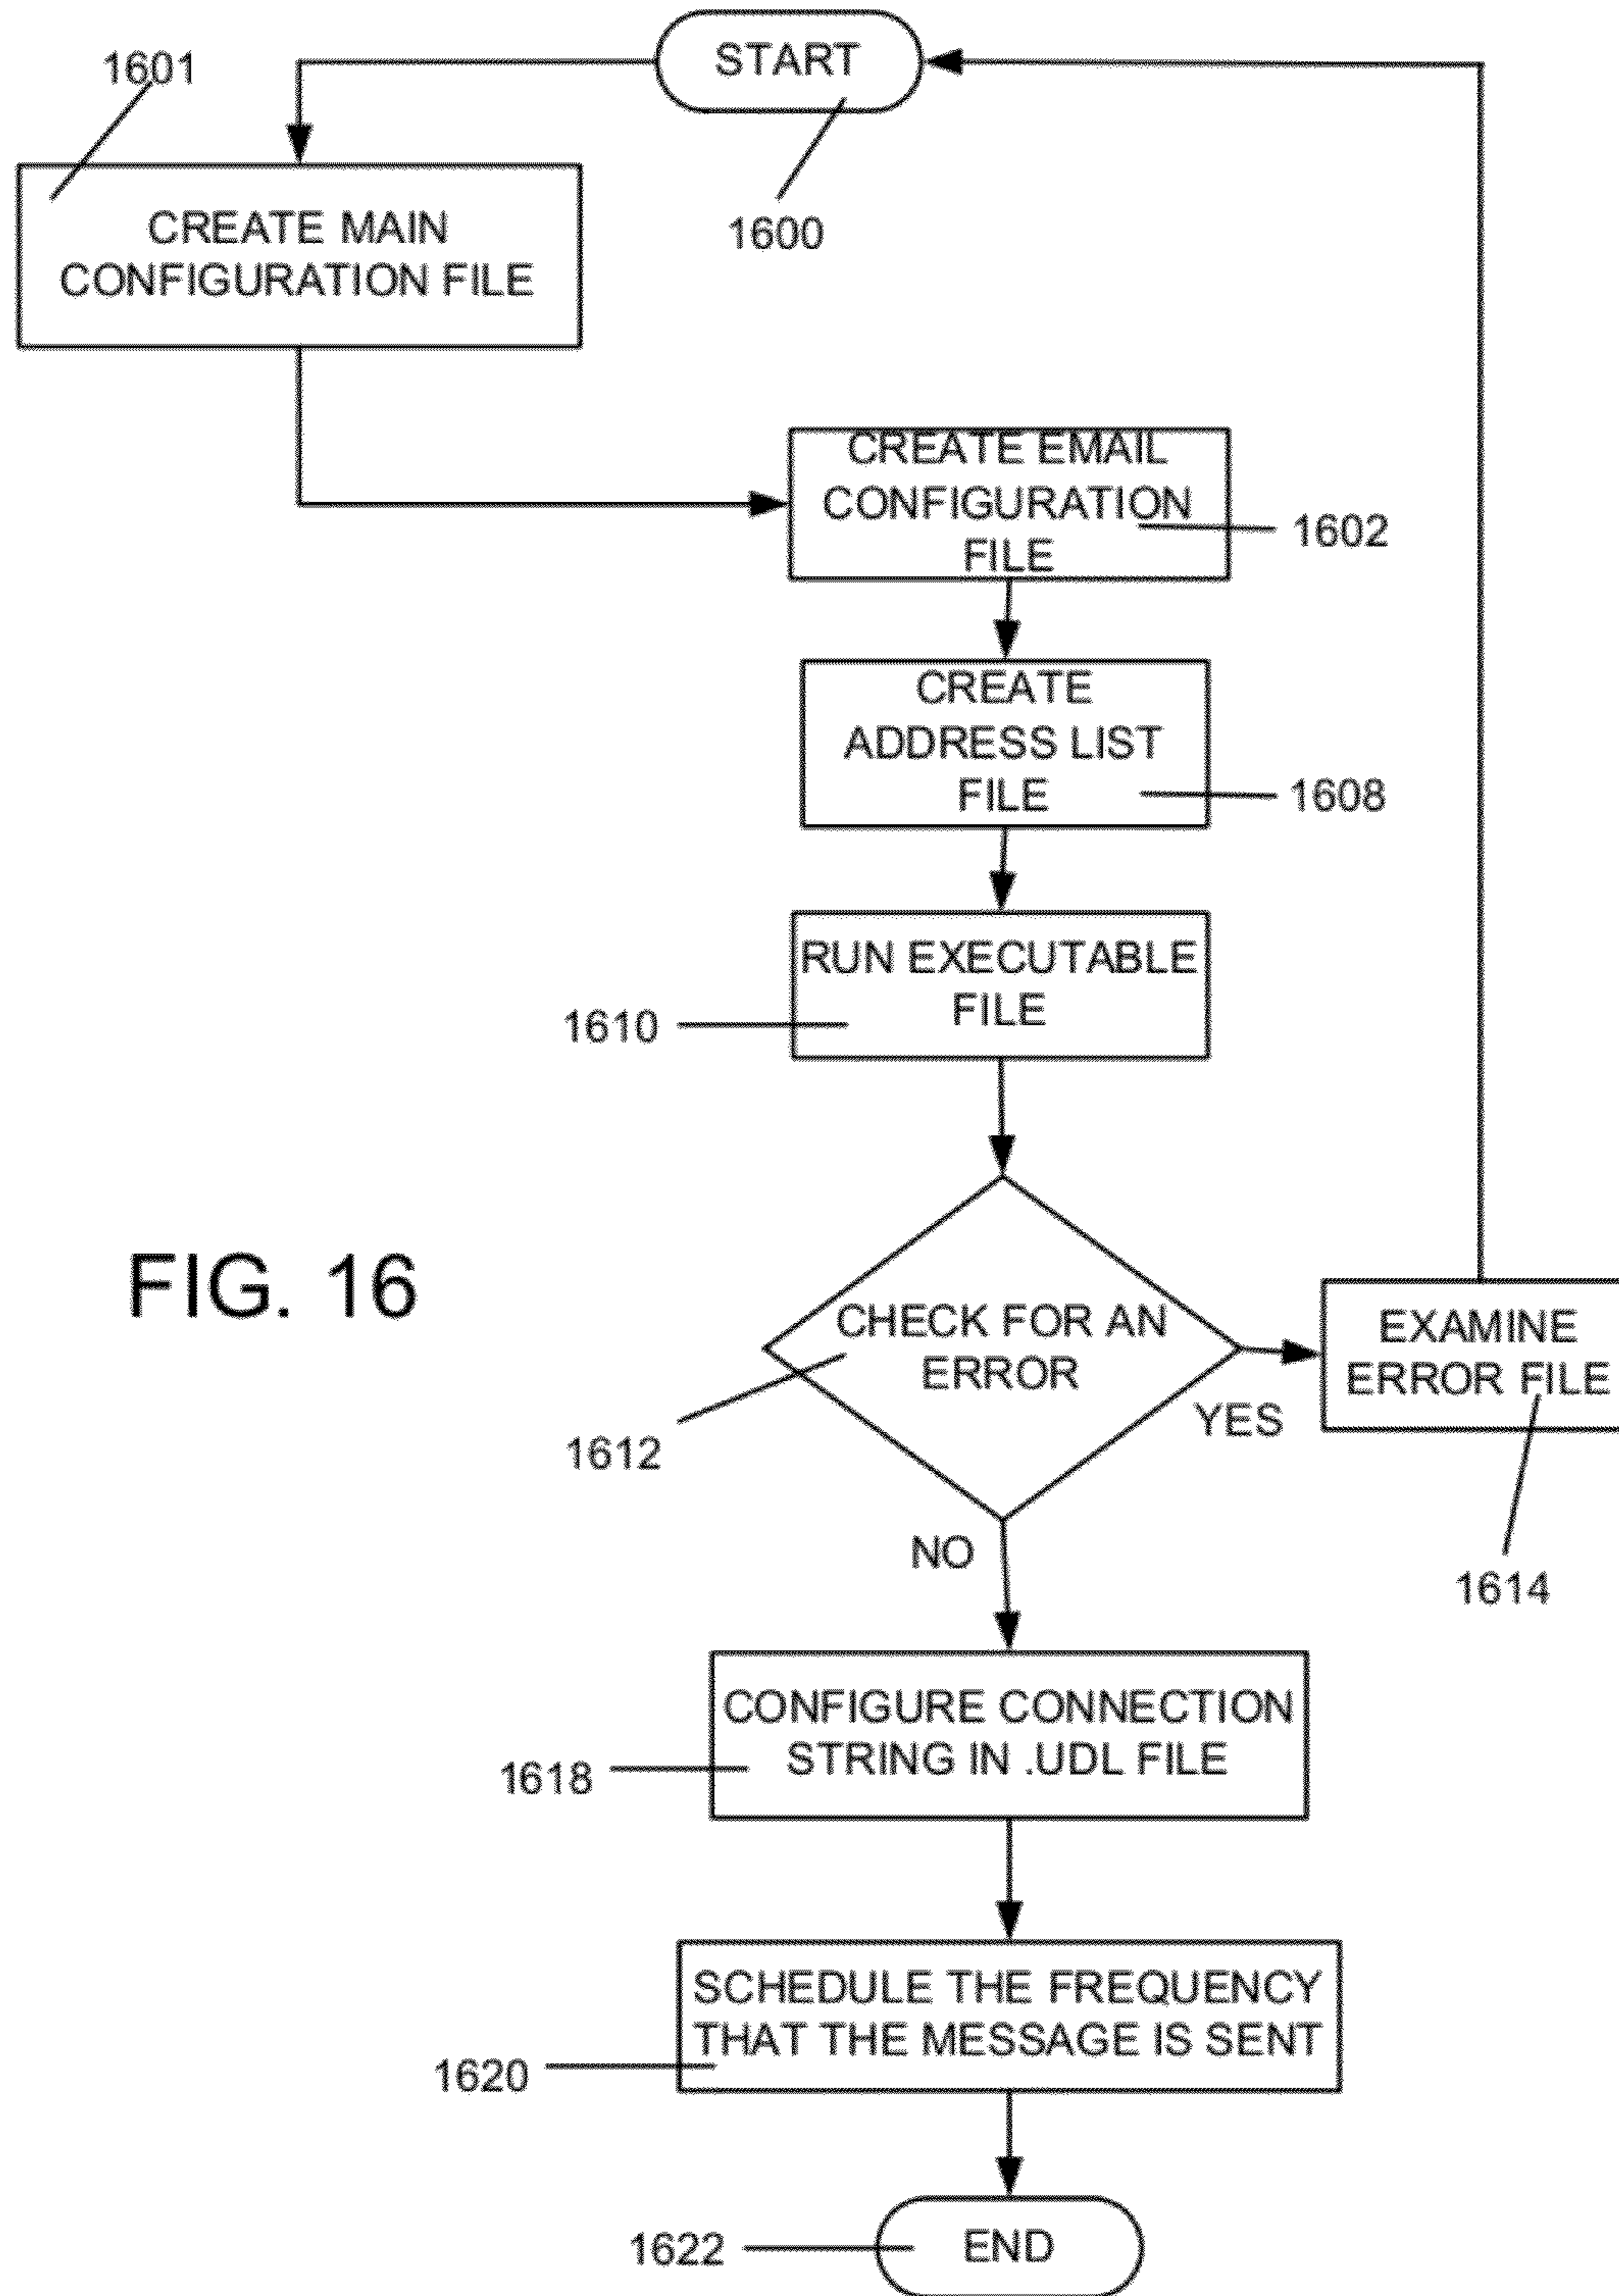 START
1601
1600
CREATE MAIN
CONFIGURATION FILE
CREATE EMAIL
CONFIGURATION
FILE
1602
CREATE
ADDRESS LIST
FILE
1608
RUN EXECUTABLE
FILE
1610
FIG. 16
CHECK FOR AN
ERROR
1612
YES
EXAMINE
ERROR FILE
1614
NO
CONFIGURE CONNECTION
STRING IN .UDL FILE
1618
SCHEDULE THE FREQUENCY
THAT THE MESSAGE IS SENT
1620
END
1622